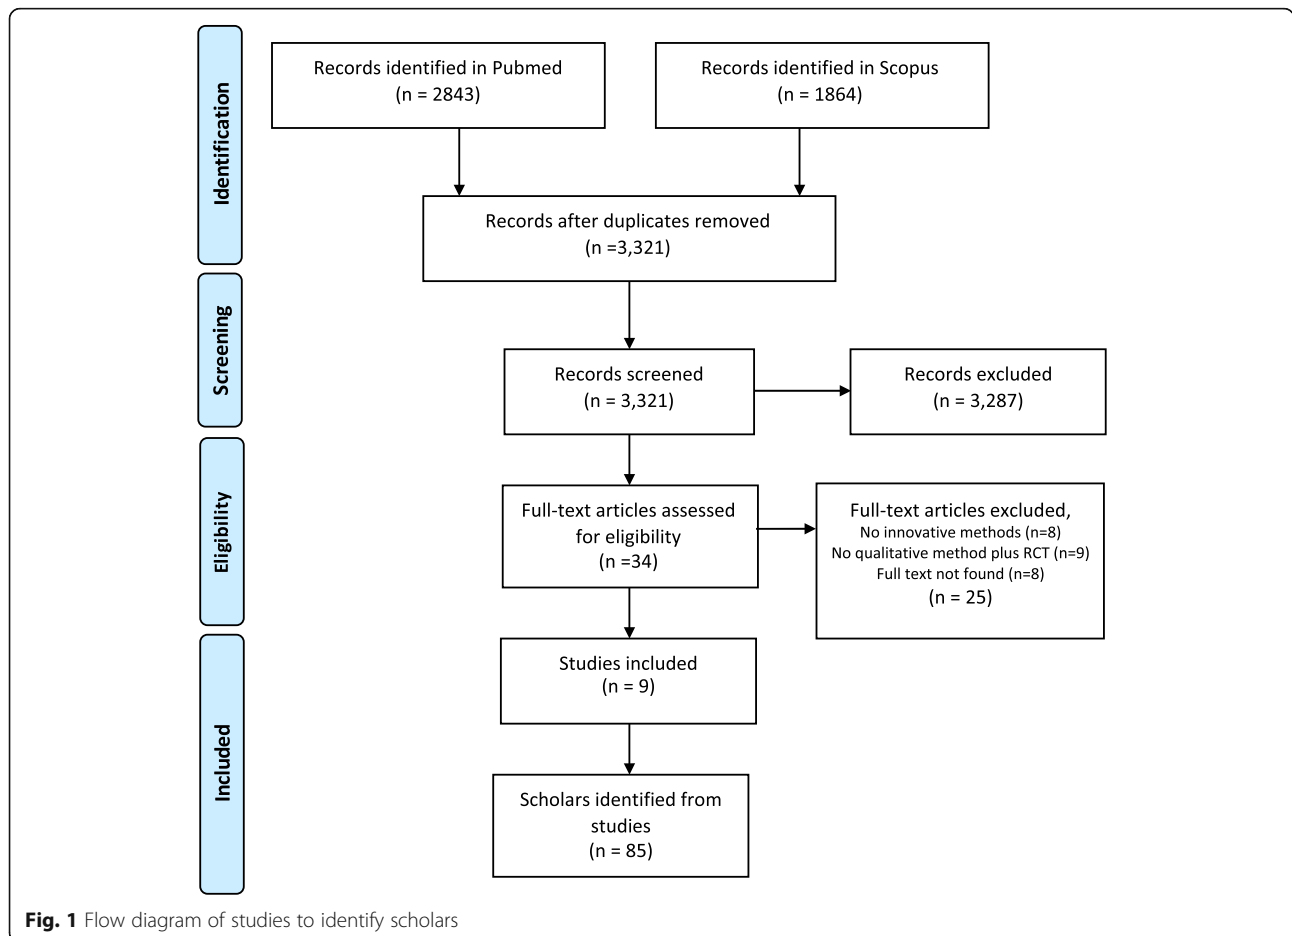 Identification
Records identified in Pubmed
(n = 2843)
Records identified in Scopus
(n = 1864)
Records after duplicates removed
(n =3,321)
Screening
Records screened
(n = 3,321)
Records excluded
(n = 3,287)
Eligibility
Full-text articles assessed
for eligibility
(n =34)
Full-text articles excluded,
No innovative methods (n=8)
No qualitative method plus RCT (n=9)
Full text not found (n=8)
(n = 25)
Included
Studies included
(n = 9)
Scholars identified from
studies
(n = 85)
Fig. 1 Flow diagram of studies to identify scholars